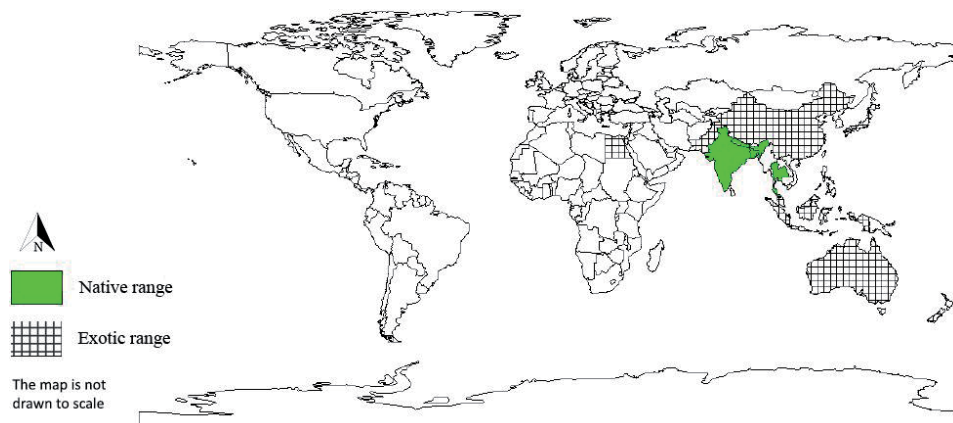 N
Native range
Exotic range
The map is not
drawn to scale